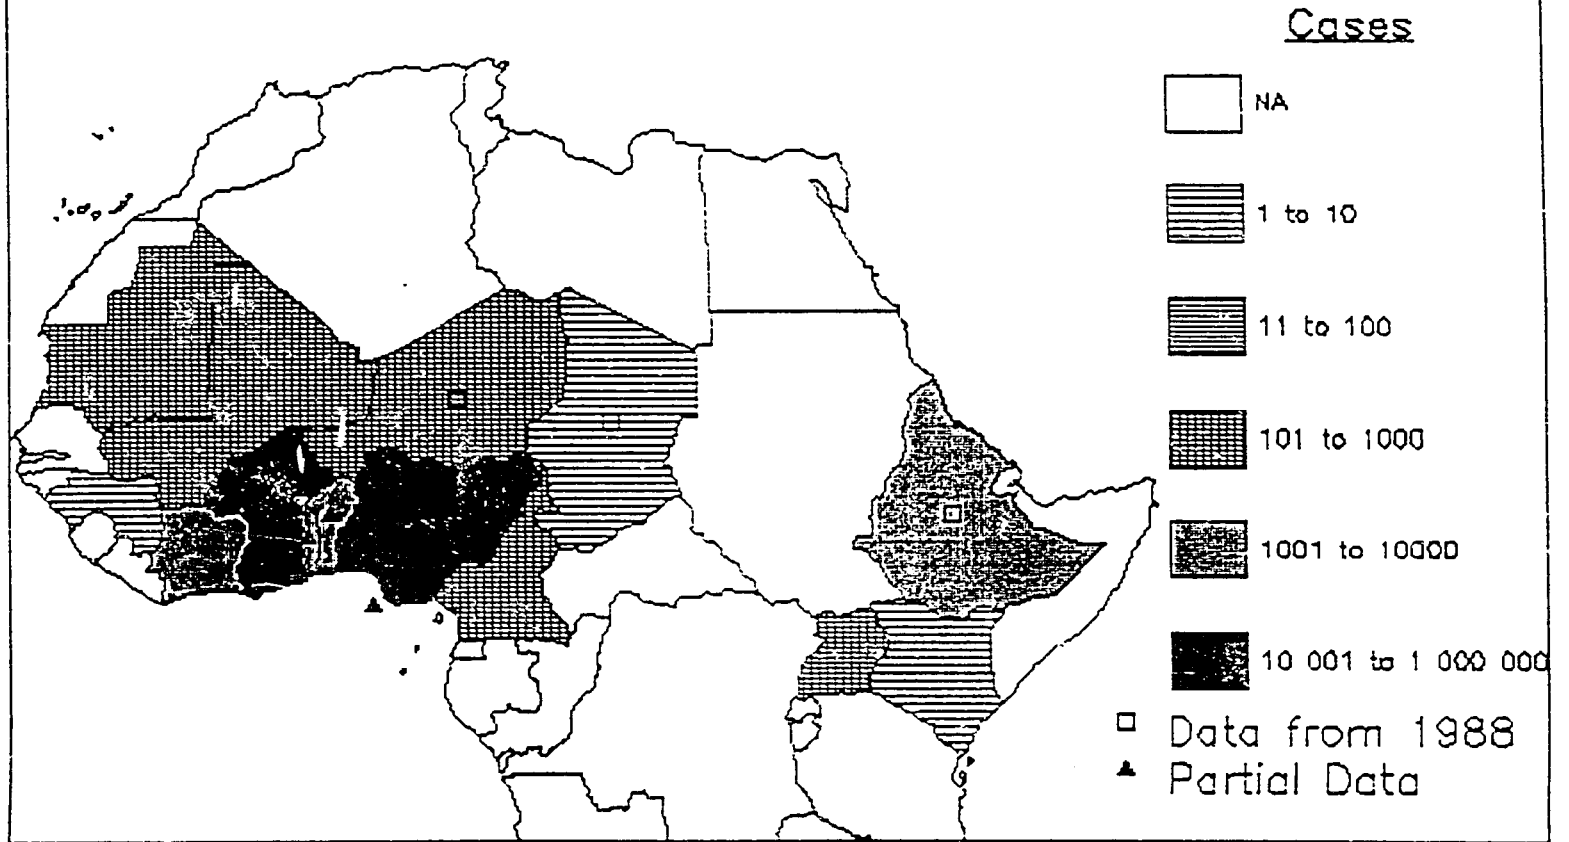 Cases
NA
1 to 10
11 to 100
101 to 1000
1001 to 10000
10 001 to 1 000 000
Data from 1988
Partial Data